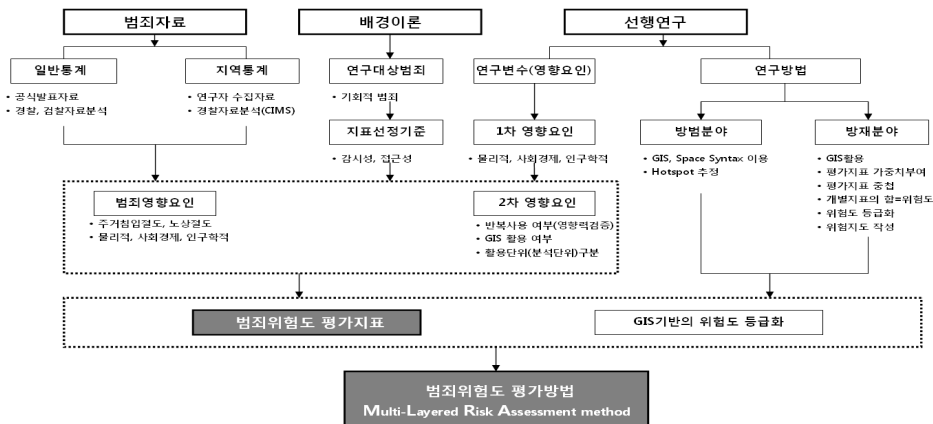 범죄자료
배경이론
선행연구
일반통계
지역통계
연구대상범죄
연구변수(영향요인)
연구방법
• 공식발표자료
• 경찰, 검찰자료분석
• 연구자 수집자료
• 경찰자료분석(CIMS)
• 기회적 범죄
지표선정기준
1차 영향요인
방범분야
방재분야
• 감시성, 접근성
• 물리적, 사회경제, 인구학적
• GIS, Space Syntax 이용
• Hotspot 추정
• GIS활용
• 평가지표 가중치부여
• 평가지표 중첩
• 개별지표의 합=위험도
• 위험도 등급화
• 위험지도 작성
범죄영향요인
• 주거침입절도, 노상절도
• 물리적, 사회경제, 인구학적
2차 영향요인
• 반복사용 여부(영향력검증)
• GIS 활용 여부
• 활용단위(분석단위)구분
범죄위험도 평가지표
GIS기반의 위험도 등급화
범죄위험도 평가방법
Multi-Layered Risk Assessment method